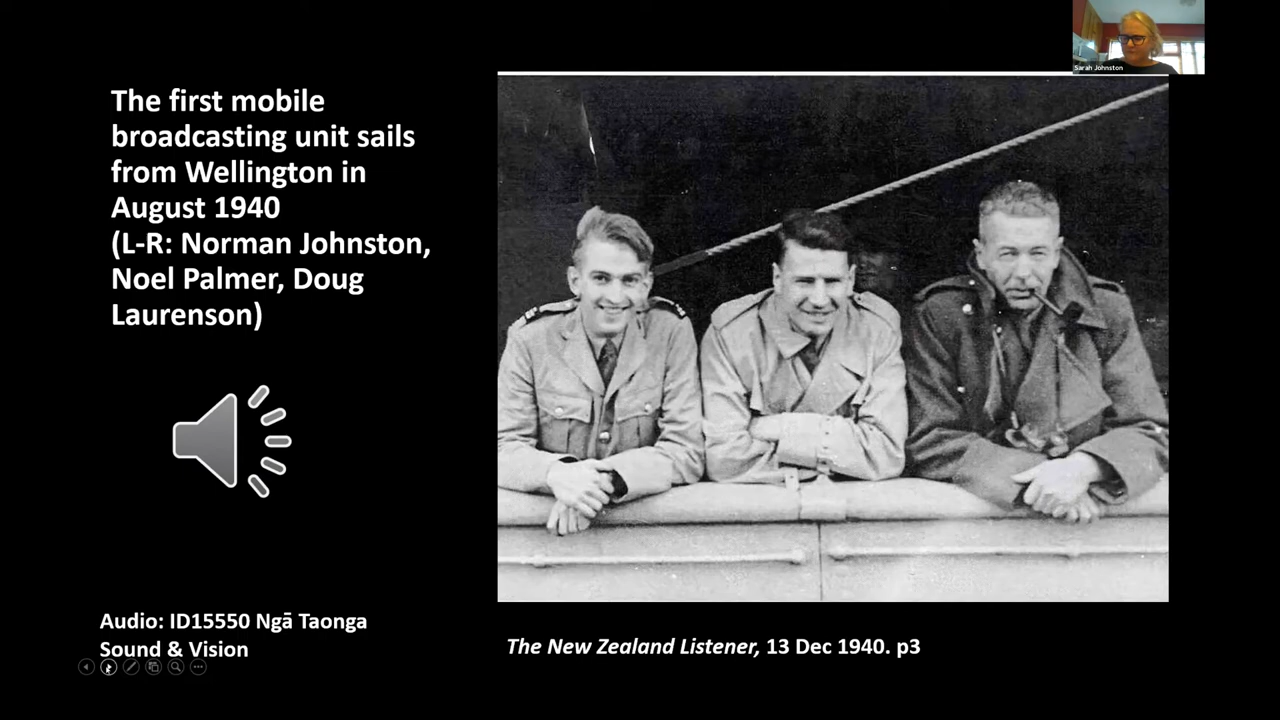 Sarah Johnston
The first mobile
broadcasting unit sails
from Wellington in
August 1940
(L-R: Norman Johnston,
Noel Palmer, Doug
Laurenson)
Audio: ID15550 Ngā Taonga
Sound & Vision
The New Zealand Listener, 13 Dec 1940. p3